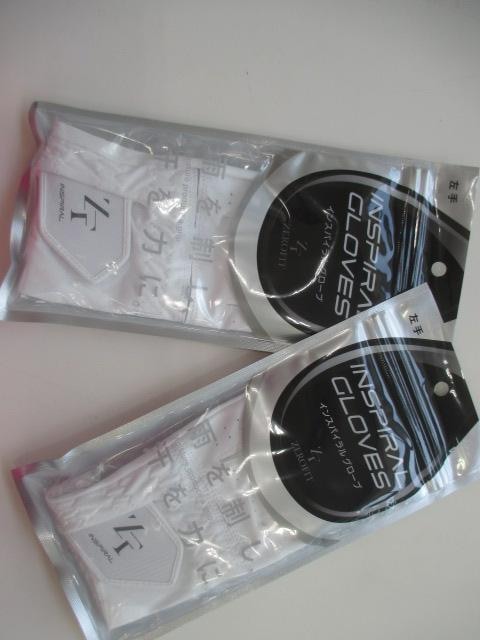 左手
INSPIRAL
GLOVES
インスパイラルグローブ
ZEROFIT
INSPIRAL
雨を制し
手を力に。
左手
INSPIRAL
GLOVES
インスパイラルグローブ
ZEROFIT
INSPIRAL
雨を制し
手を力に